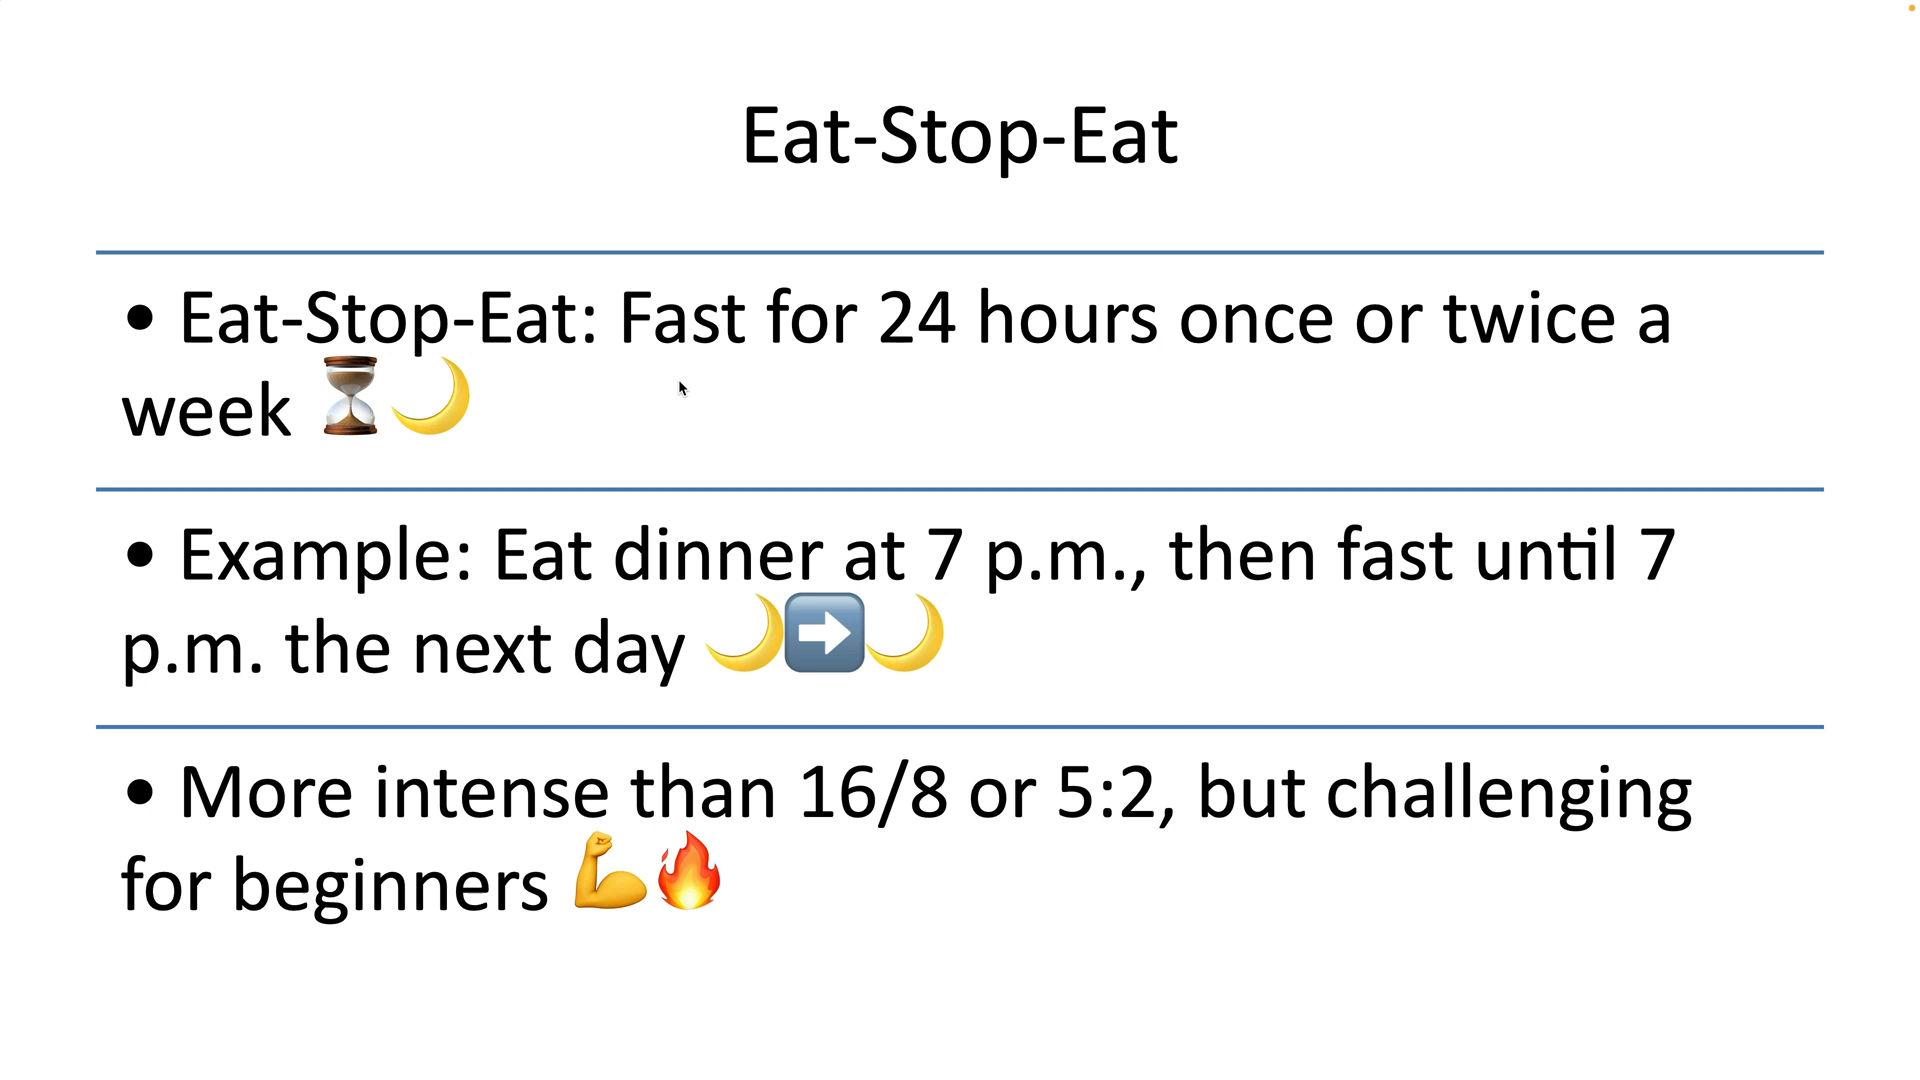 Eat-Stop-Eat
• Eat-Stop-Eat: Fast for 24 hours once or twice a
week ⏳🌙
• Example: Eat dinner at 7 p.m., then fast until 7
p.m. the next day 🌙➡️🌙
• More intense than 16/8 or 5:2, but challenging
for beginners 💪🔥